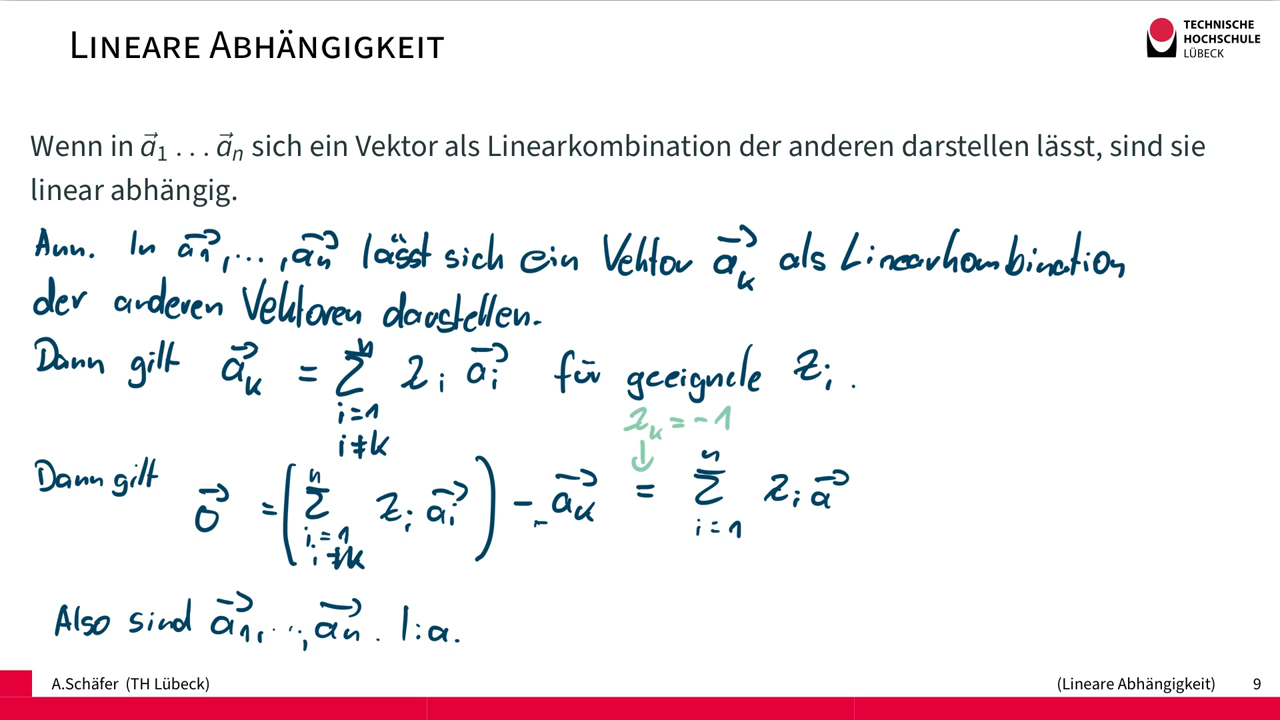 LINEARE ABHÄNGIGKEIT
TECHNISCHE
HOCHSCHULE
LÜBECK
Wenn in a⃗₁ … a⃗ₙ sich ein Vektor als Linearkombination der anderen darstellen lässt, sind sie
linear abhängig.
Ann. In a⃗₁, …, a⃗ₙ lässt sich ein Vektor a⃗ₖ als Linearkombination
der anderen Vektoren darstellen.
Dann gilt a⃗ₖ = ∑ⁿ_{i=1, i≠k} zᵢ a⃗ᵢ für geeignete zᵢ.
zₖ = -1
↓
Dann gilt 0⃗ = (∑ⁿ_{i=1, i≠k} zᵢ a⃗ᵢ) - a⃗ₖ = ∑ⁿ_{i=1} zᵢ a⃗
Also sind a⃗₁, …, a⃗ₙ. l.a.
A.Schäfer (TH Lübeck) (Lineare Abhängigkeit) 9